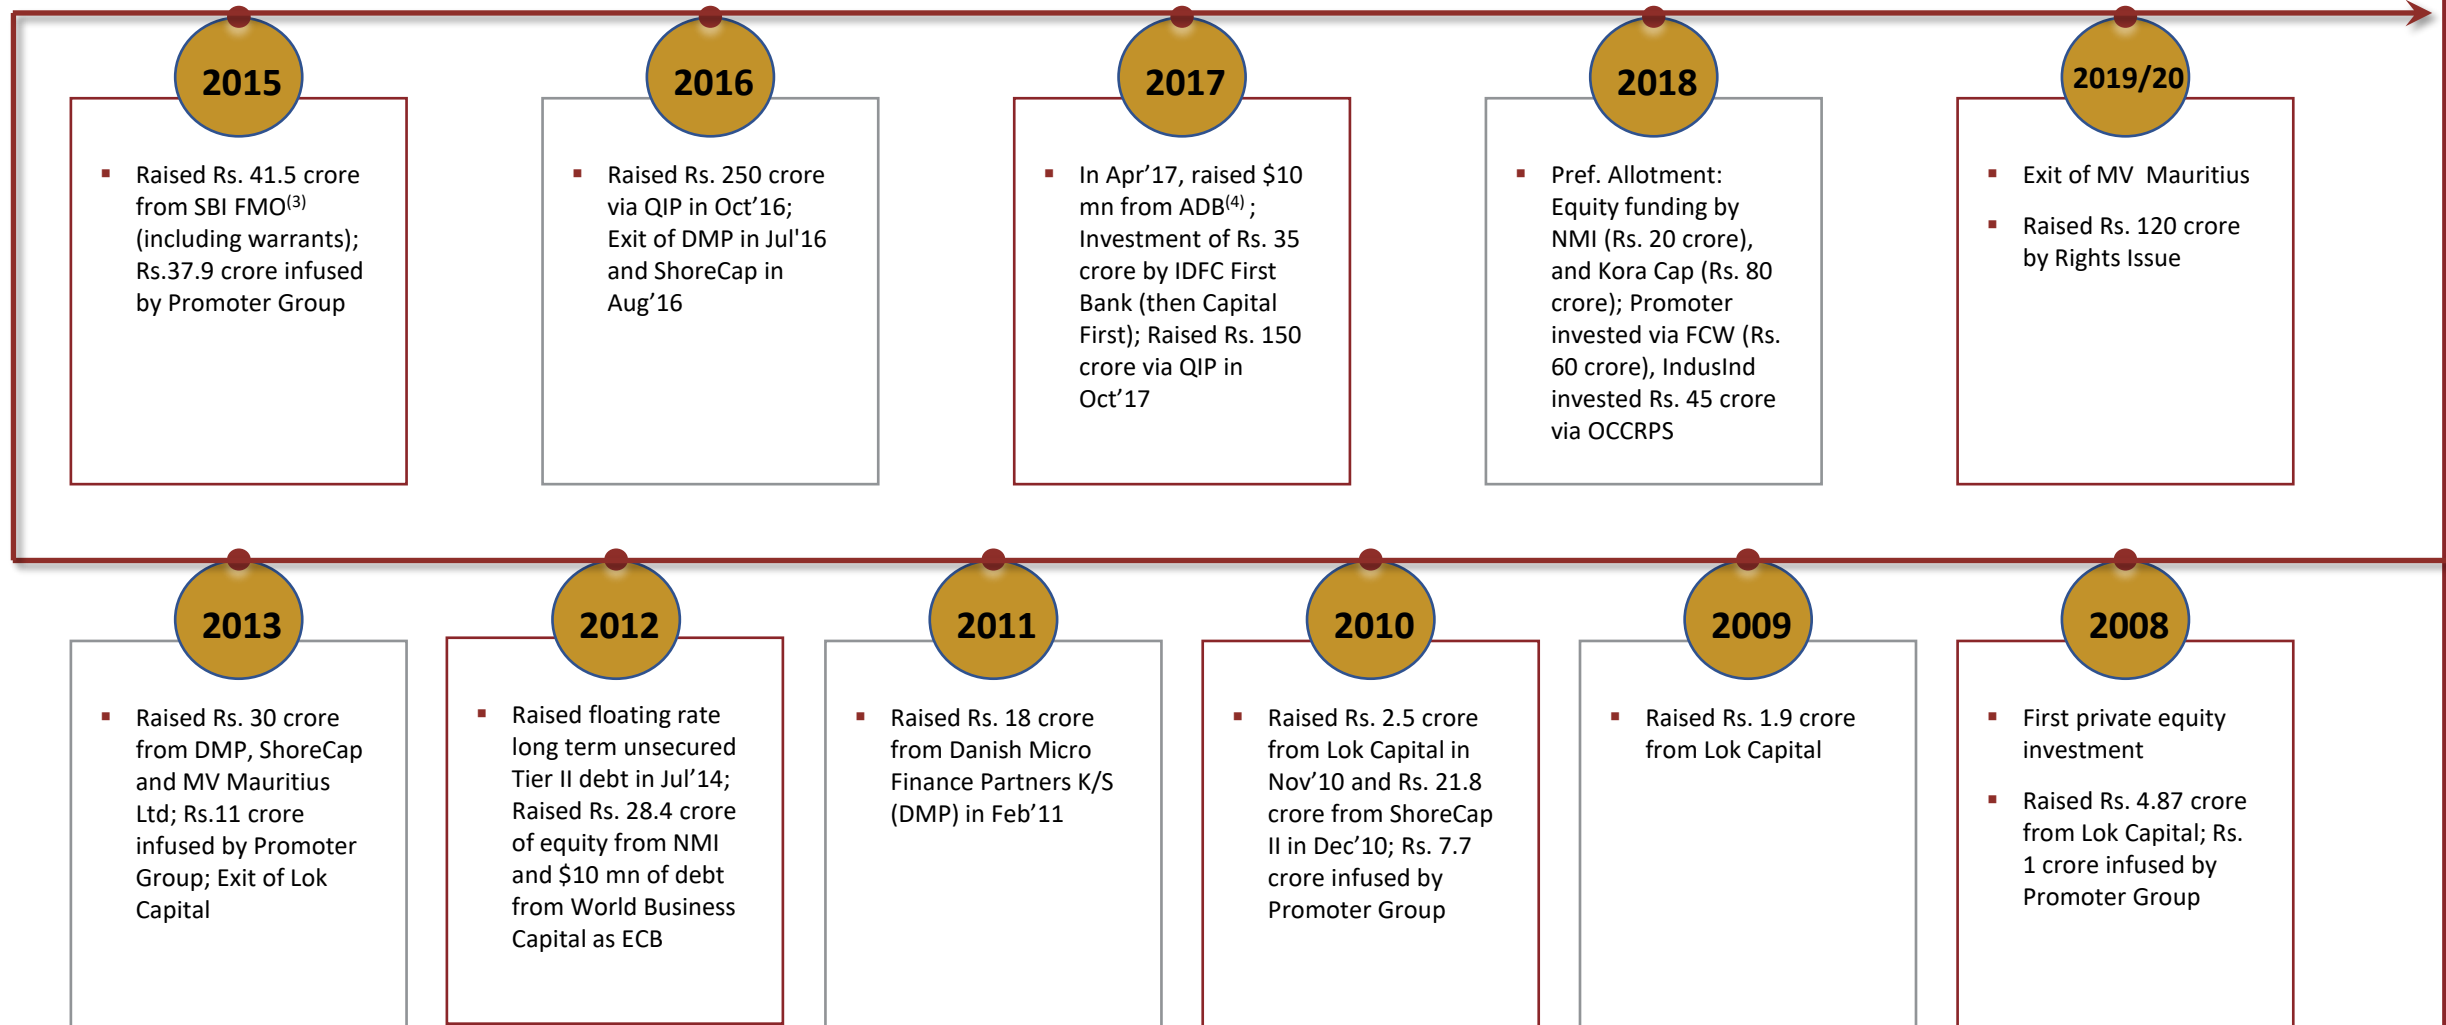 2015
Raised Rs. 41.5 crore
from SBI FMO(3)
(including warrants);
Rs.37.9 crore infused
by Promoter Group
2016
Raised Rs. 250 crore
via QIP in Oct’16;
Exit of DMP in Jul'16
and ShoreCap in
Aug’16
2017
In Apr’17, raised $10
mn from ADB(4) ;
Investment of Rs. 35
crore by IDFC First
Bank (then Capital
First); Raised Rs. 150
crore via QIP in
Oct’17
2018
Pref. Allotment:
Equity funding by
NMI (Rs. 20 crore),
and Kora Cap (Rs. 80
crore); Promoter
invested via FCW (Rs.
60 crore), IndusInd
invested Rs. 45 crore
via OCCRPS
2019/20
Exit of MV Mauritius
Raised Rs. 120 crore
by Rights Issue
2013
Raised Rs. 30 crore
from DMP, ShoreCap
and MV Mauritius
Ltd; Rs.11 crore
infused by Promoter
Group; Exit of Lok
Capital
2012
Raised floating rate
long term unsecured
Tier II debt in Jul’14;
Raised Rs. 28.4 crore
of equity from NMI
and $10 mn of debt
from World Business
Capital as ECB
2011
Raised Rs. 18 crore
from Danish Micro
Finance Partners K/S
(DMP) in Feb’11
2010
Raised Rs. 2.5 crore
from Lok Capital in
Nov’10 and Rs. 21.8
crore from ShoreCap
II in Dec’10; Rs. 7.7
crore infused by
Promoter Group
2009
Raised Rs. 1.9 crore
from Lok Capital
2008
First private equity
investment
Raised Rs. 4.87 crore
from Lok Capital; Rs.
1 crore infused by
Promoter Group